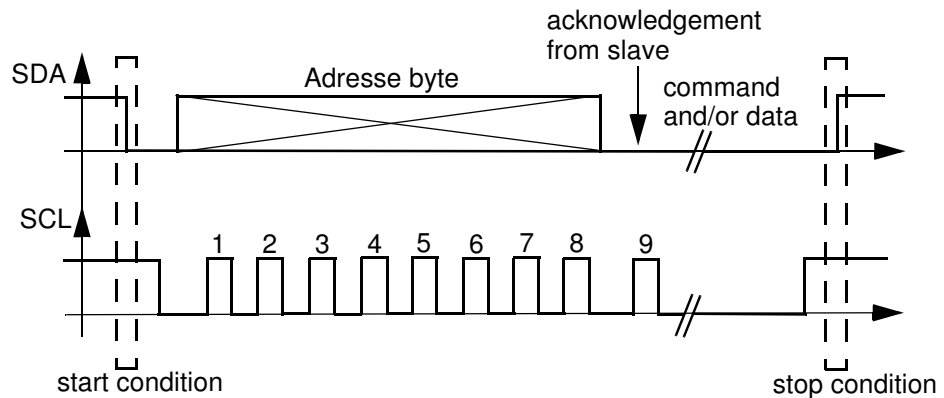 acknowledgement
from slave
SDA
Adresse byte
command
and/or data
SCL
1 2 3 4 5 6 7 8 9
start condition
stop condition